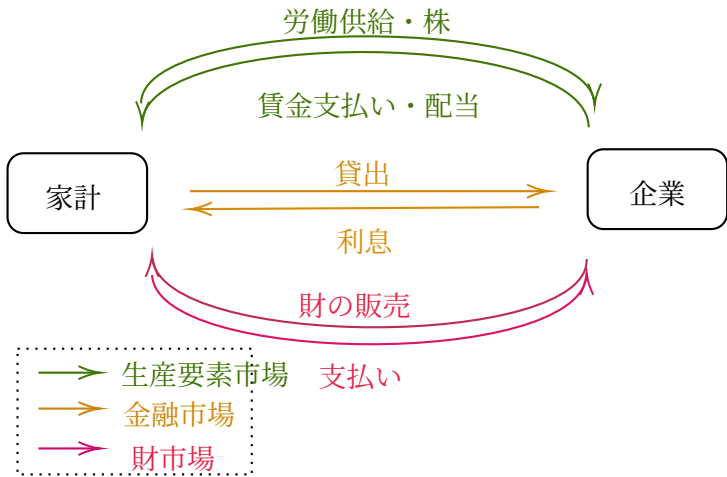 労働供給・株
賃金支払い・配当
家計
貸出
企業
利息
財の販売
支払い
生産要素市場
金融市場
財市場